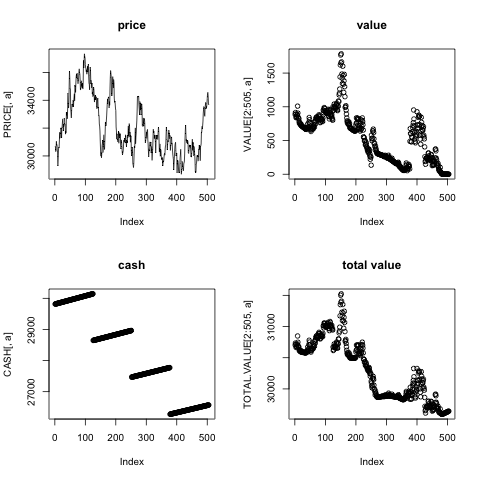 price
PRICE[, a]
34000
30000
0 100 200 300 400 500
Index
value
VALUE[2:505, a]
1500
1000
500
0
0 100 200 300 400 500
Index
cash
CASH[, a]
29000
27000
0 100 200 300 400 500
Index
total value
TOTAL.VALUE[2:505, a]
31000
30000
0 100 200 300 400 500
Index